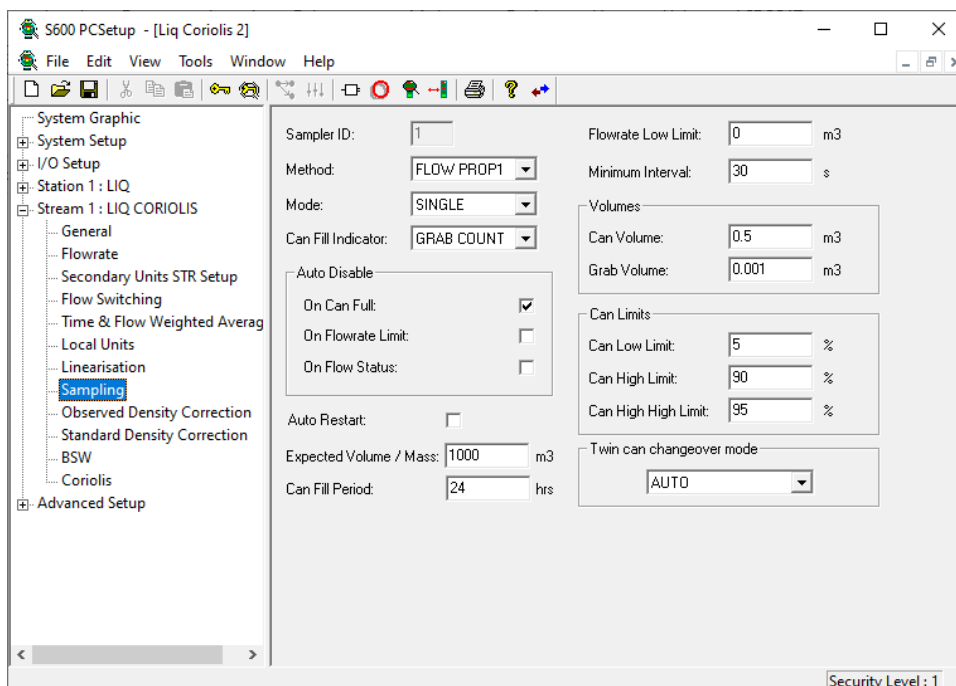 S600 PCSetup - [Liq Coriolis 2]
File Edit View Tools Window Help
System Graphic
System Setup
I/O Setup
Station 1 : LIQ
Stream 1 : LIQ CORIOLIS
General
Flowrate
Secondary Units STR Setup
Flow Switching
Time & Flow Weighted Averag
Local Units
Linearisation
Sampling
Observed Density Correction
Standard Density Correction
BSW
Coriolis
Advanced Setup
Sampler ID: 1
Method: FLOW PROP1
Mode: SINGLE
Can Fill Indicator: GRAB COUNT
Auto Disable
On Can Full:
On Flowrate Limit:
On Flow Status:
Auto Restart:
Expected Volume / Mass: 1000 m3
Can Fill Period: 24 hrs
Flowrate Low Limit: 0 m3
Minimum Interval: 30 s
Volumes
Can Volume: 0.5 m3
Grab Volume: 0.001 m3
Can Limits
Can Low Limit: 5 %
Can High Limit: 90 %
Can High High Limit: 95 %
Twin can changeover mode
AUTO
Security Level : 1